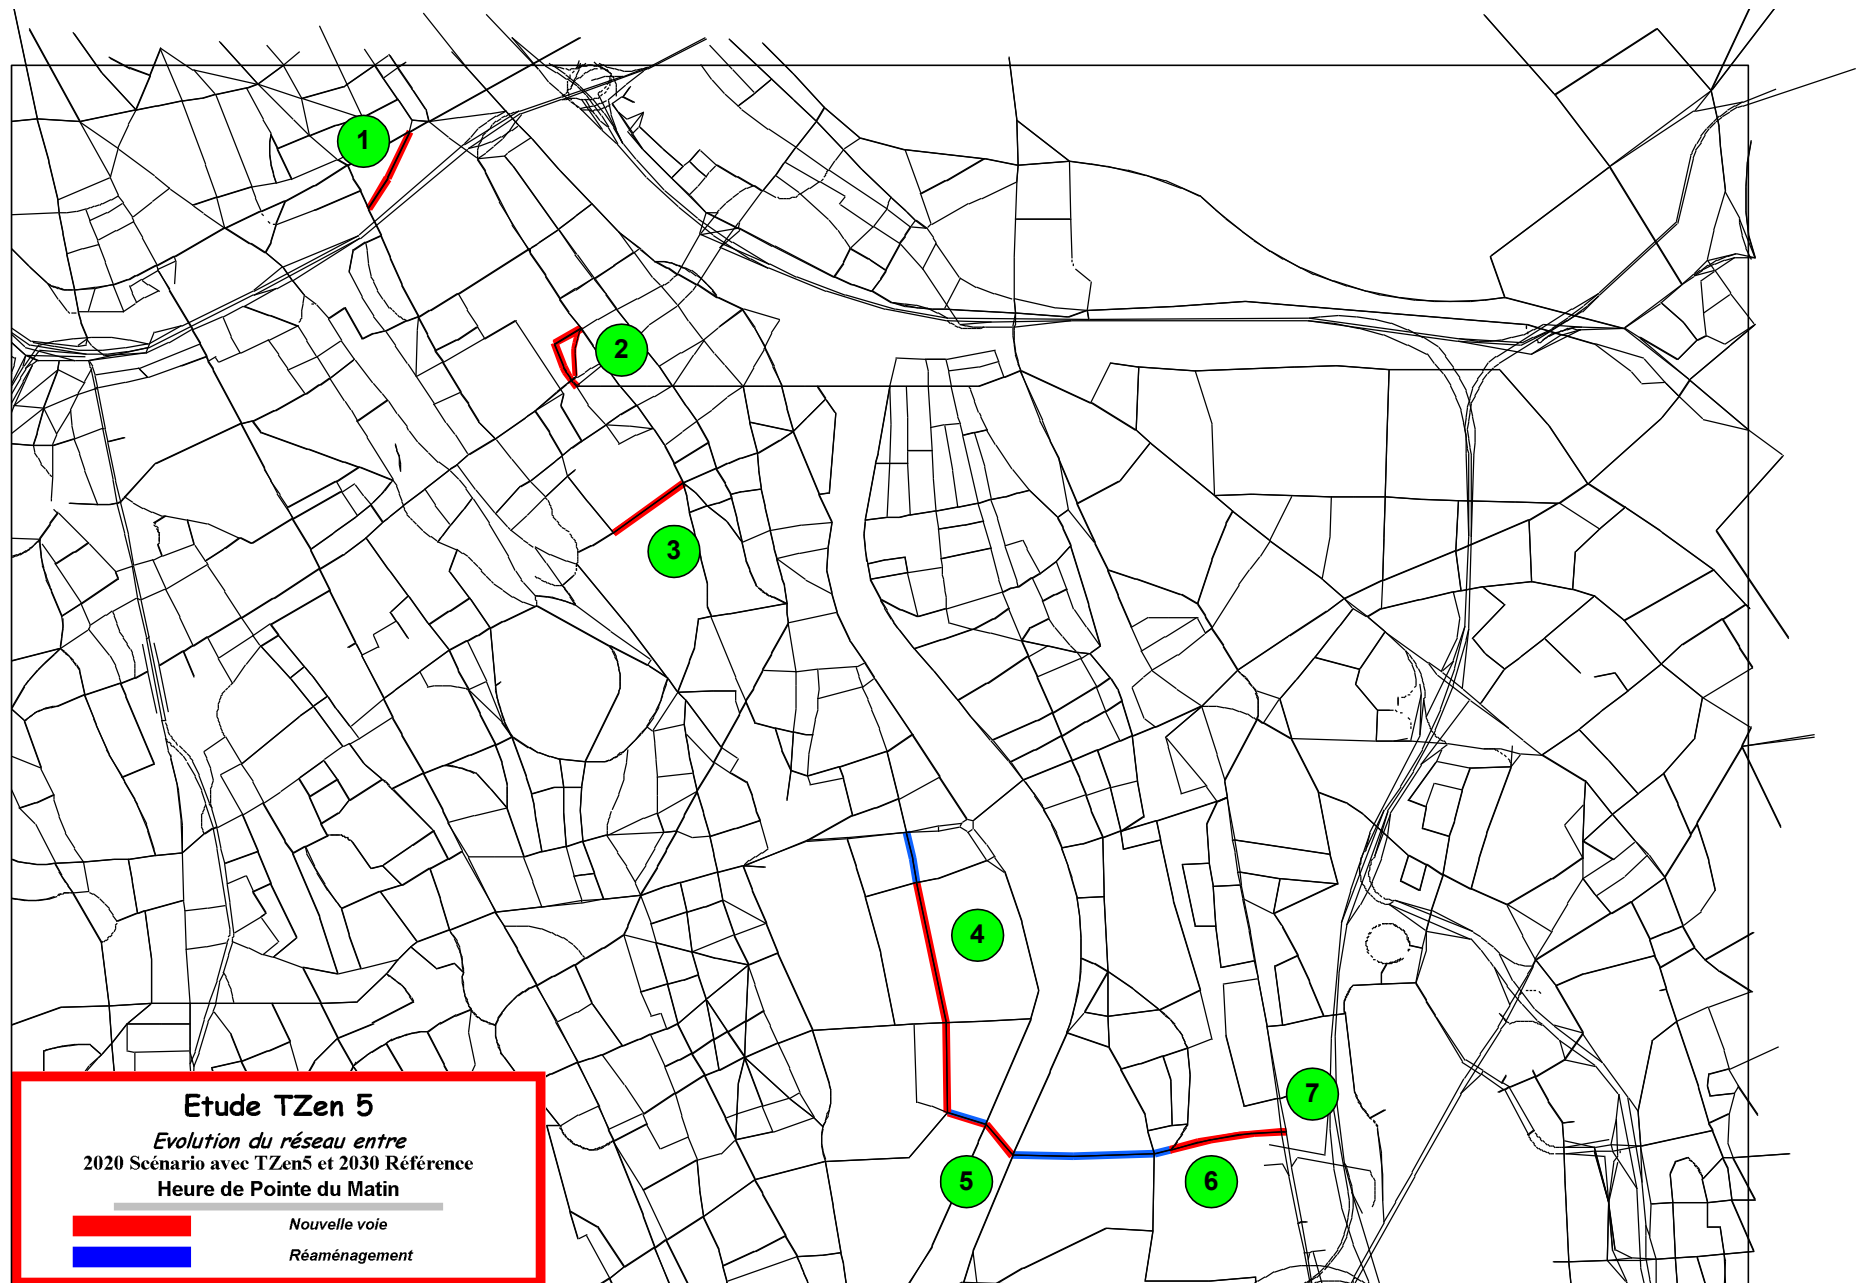 1
2
3
4
5
6
7
Etude TZen 5
Evolution du réseau entre
2020 Scénario avec TZen5 et 2030 Référence
Heure de Pointe du Matin
Nouvelle voie
Réaménagement